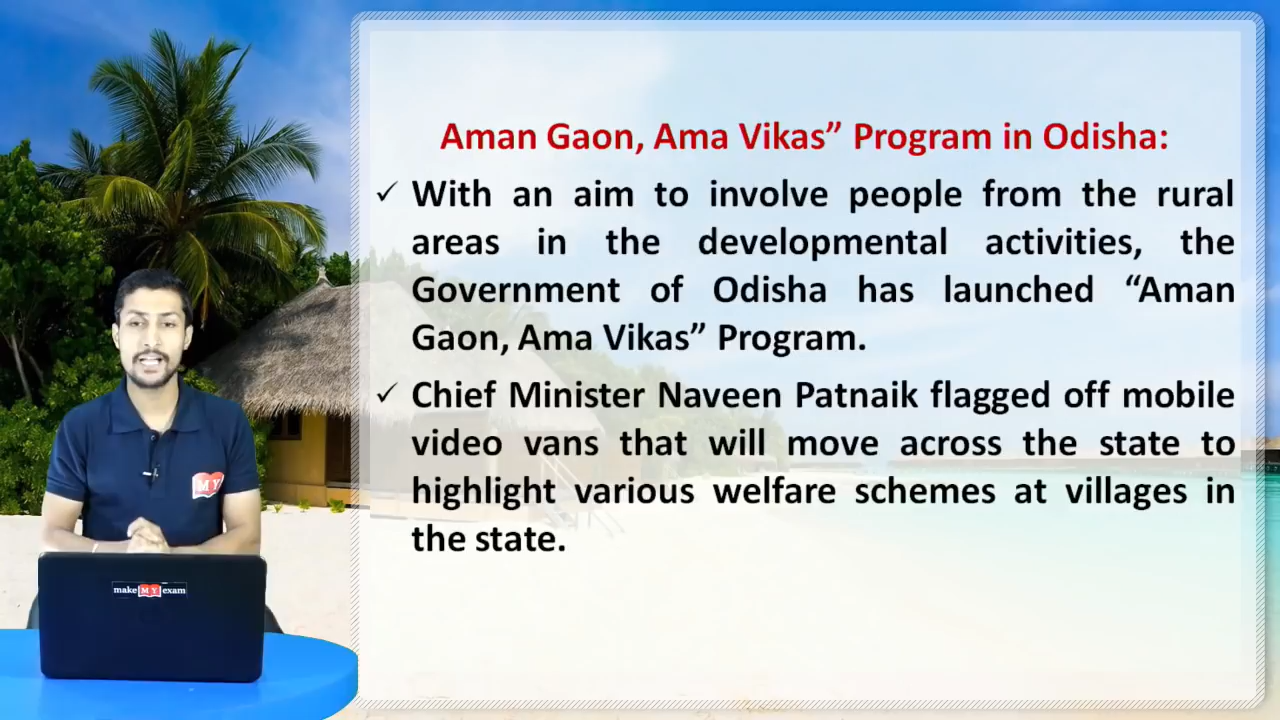 Aman Gaon, Ama Vikas” Program in Odisha:
✓ With an aim to involve people from the rural
areas in the developmental activities, the
Government of Odisha has launched “Aman
Gaon, Ama Vikas” Program.
✓ Chief Minister Naveen Patnaik flagged off mobile
video vans that will move across the state to
highlight various welfare schemes at villages in
the state.
MY
make MY exam